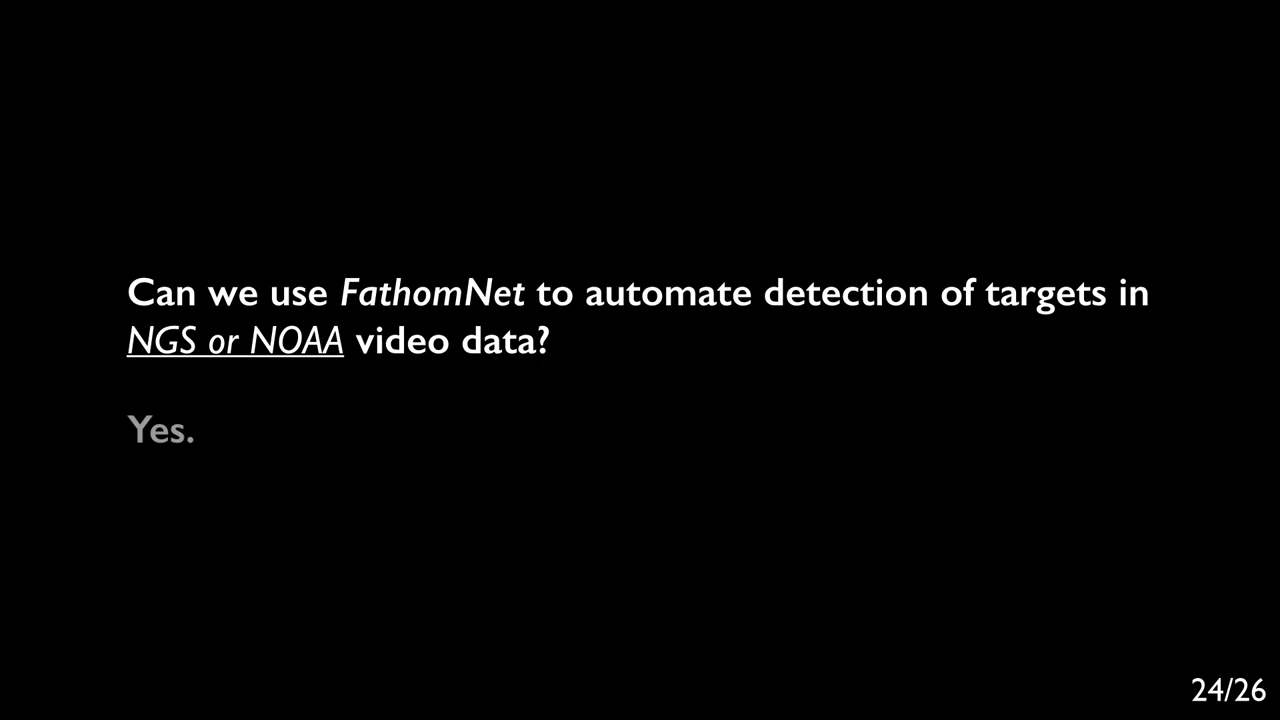 Can we use FathomNet to automate detection of targets in
NGS or NOAA video data?
Yes.
24/26